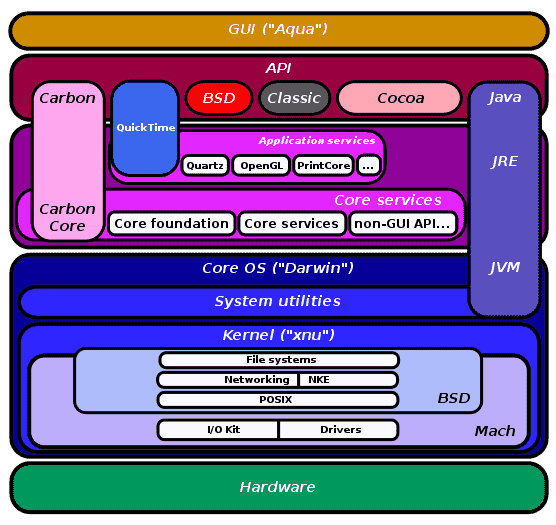 GUI ("Aqua")
API
Carbon
QuickTime
BSD
Classic
Cocoa
Java
Application services
Quartz
OpenGL
PrintCore
...
JRE
Core services
Carbon
Core
Core foundation
Core services
non-GUI API...
Core OS ("Darwin")
JVM
System utilities
Kernel ("xnu")
File systems
Networking
NKE
POSIX
BSD
I/O Kit
Drivers
Mach
Hardware